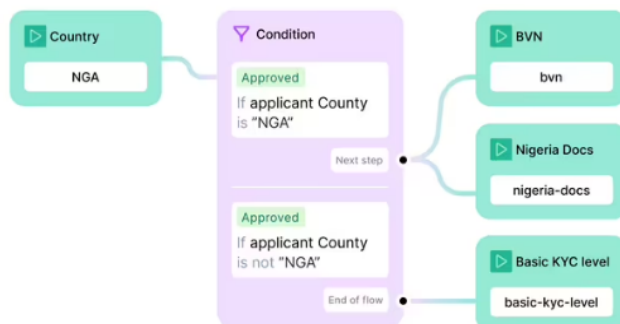 Country
NGA
Condition
Approved
If applicant County
is "NGA"
Next step
Approved
If applicant County
is not "NGA"
End of flow
BVN
bvn
Nigeria Docs
nigeria-docs
Basic KYC level
basic-kyc-level